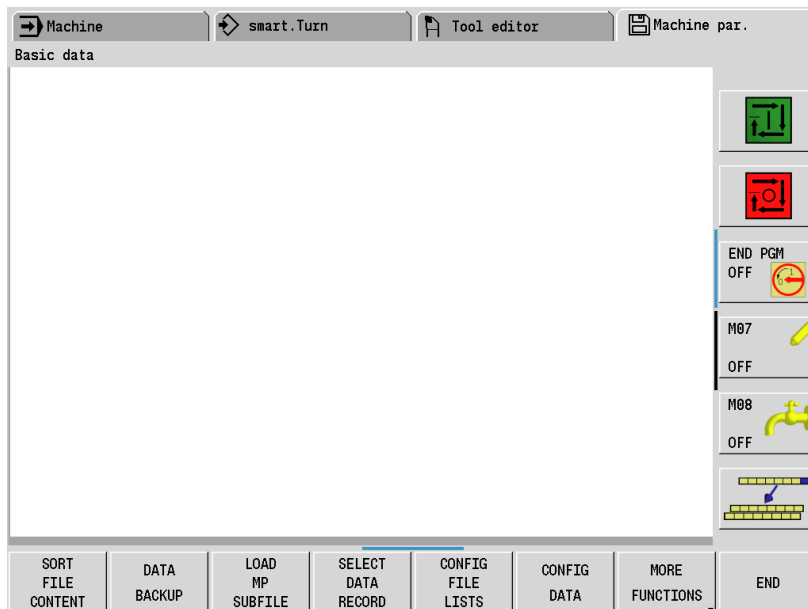 Machine
smart.Turn
Tool editor
Machine par.
Basic data
END PGM
OFF
M07
OFF
M08
OFF
SORT
FILE
CONTENT
DATA
BACKUP
LOAD
MP
SUBFILE
SELECT
DATA
RECORD
CONFIG
FILE
LISTS
CONFIG
DATA
MORE
FUNCTIONS
END